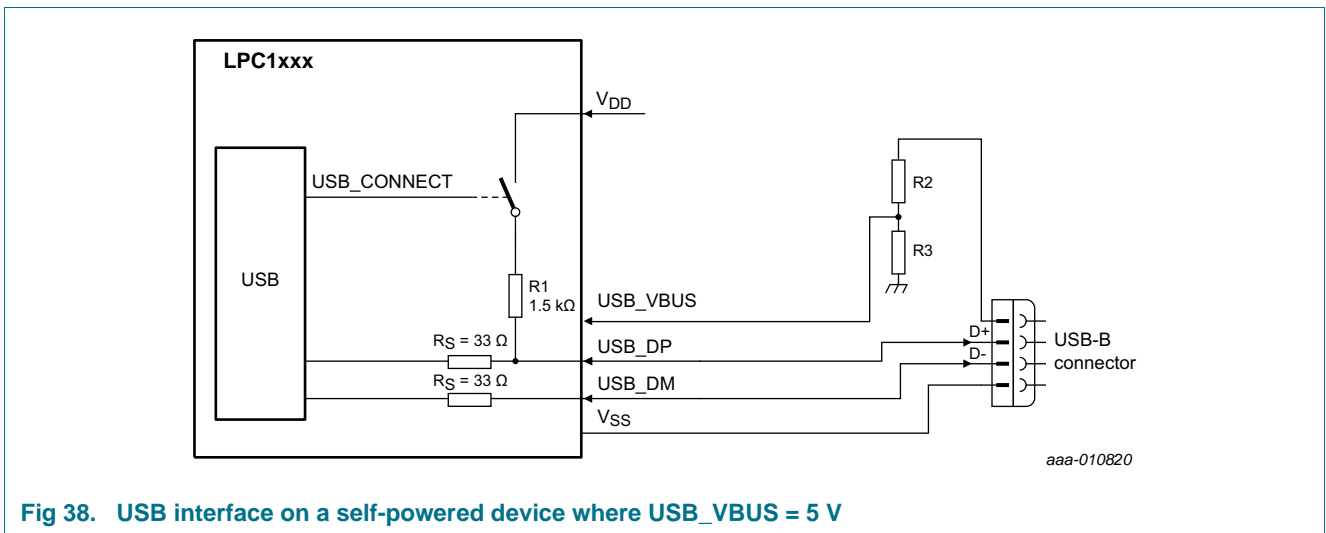 LPC1xxx
VDD
USB_CONNECT
R2
R3
USB
R1
1.5 kΩ
USB_VBUS
RS = 33 Ω
USB_DP
D+
USB-B
connector
D-
RS = 33 Ω
USB_DM
VSS
aaa-010820
Fig 38. USB interface on a self-powered device where USB_VBUS = 5 V